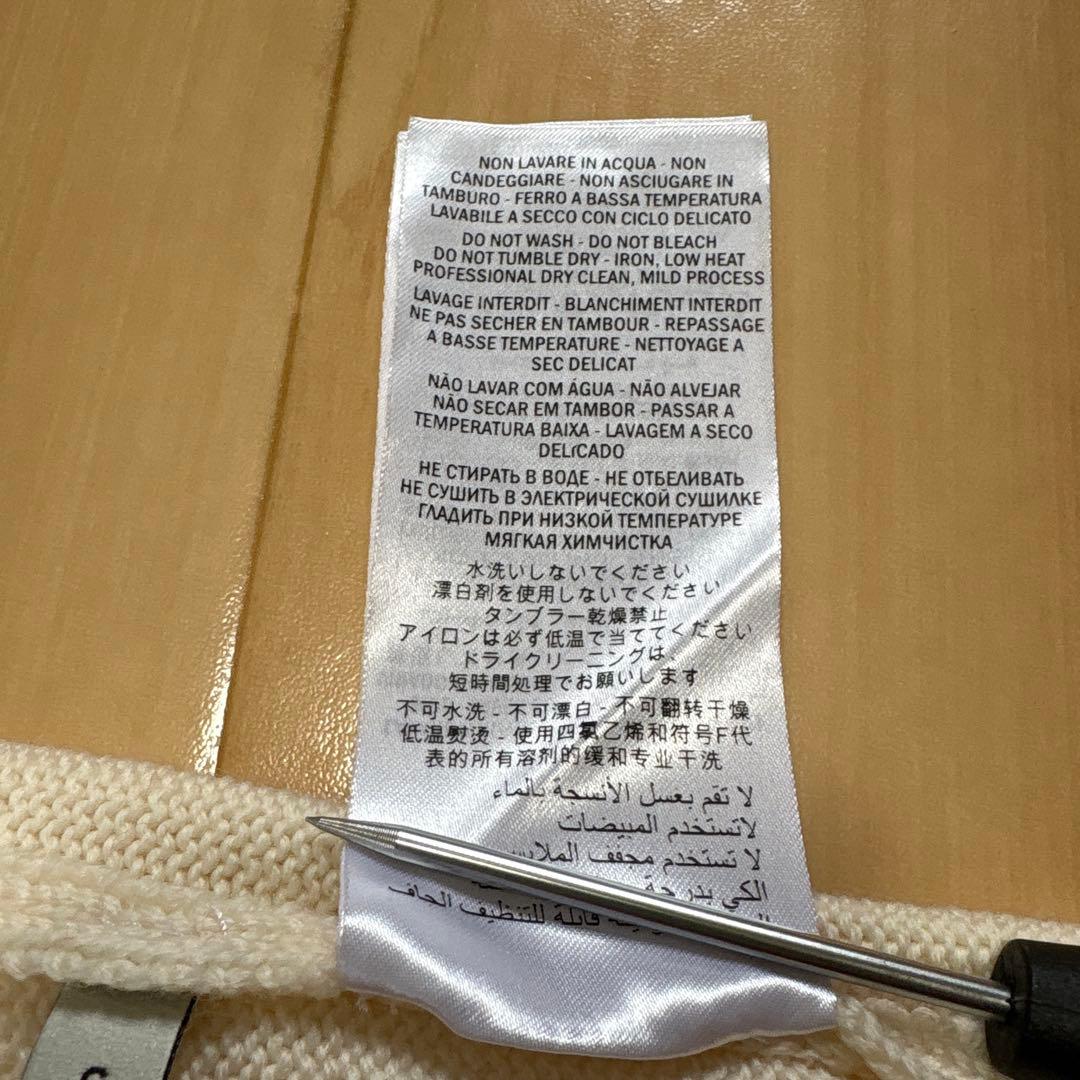 NON LAVARE IN ACQUA - NON
CANDEGGIARE - NON ASCIUGARE IN
TAMBURO - FERRO A BASSA TEMPERATURA
LAVABILE A SECCO CON CICLO DELICATO
DO NOT WASH - DO NOT BLEACH
DO NOT TUMBLE DRY - IRON, LOW HEAT
PROFESSIONAL DRY CLEAN, MILD PROCESS
LAVAGE INTERDIT - BLANCHIMENT INTERDIT
NE PAS SECHER EN TAMBOUR - REPASSAGE
A BASSE TEMPERATURE - NETTOYAGE A
SEC DELICAT
NÃO LAVAR COM ÁGUA - NÃO ALVEJAR
NÃO SECAR EM TAMBOR - PASSAR A
TEMPERATURA BAIXA - LAVAGEM A SECO
DELICADO
НЕ СТИРАТЬ В ВОДЕ - НЕ ОТБЕЛИВАТЬ
НЕ СУШИТЬ В ЭЛЕКТРИЧЕСКОЙ СУШИЛКЕ
ГЛАДИТЬ ПРИ НИЗКОЙ ТЕМПЕРАТУРЕ
МЯГКАЯ ХИМЧИСТКА
水洗いしないでください
漂白剤を使用しないでください
タンブラー乾燥禁止
アイロンは必ず低温で当ててください
ドライクリーニングは、
短時間処理でお願いします
不可水洗 - 不可漂白 - 不可翻转干燥
低温熨烫 - 使用四氯乙烯和符号F代
表的所有溶剂的缓和专业干洗
لا تقم بغسل الأنسجة بالماء
لاتستخدم المبيضات
لا تستخدم مجفف الملابس
الكي بدرجة
قابلة للتنظيف الجاف